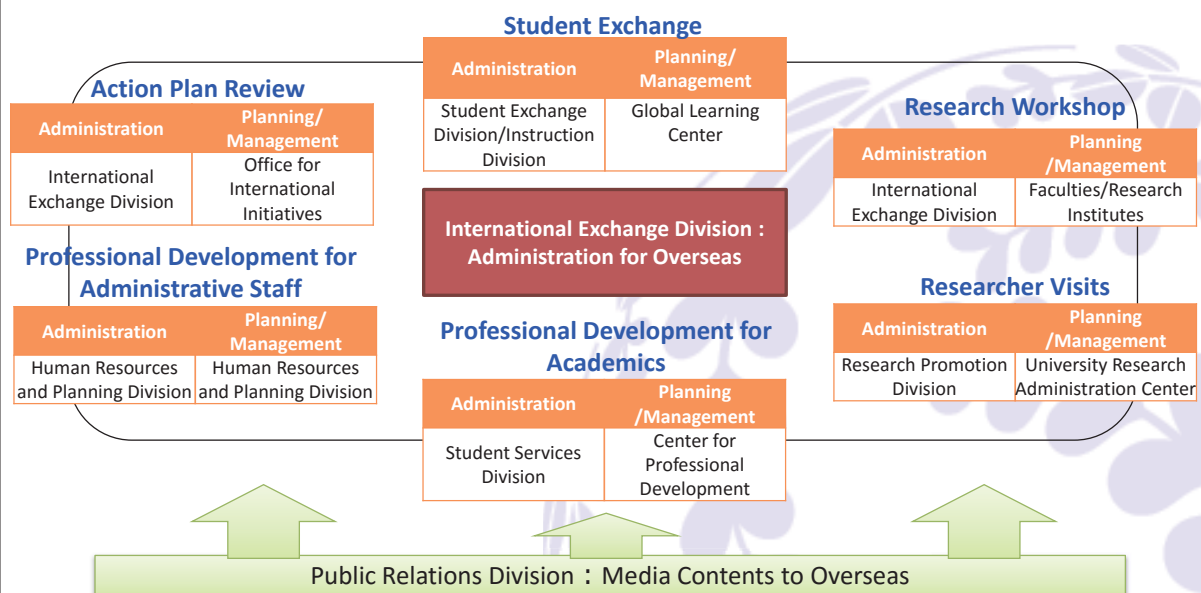 Student Exchange
Administration
Planning/
Management
Student Exchange
Division/Instruction
Division
Global Learning
Center
Action Plan Review
Administration
Planning/
Management
International
Exchange Division
Office for
International
Initiatives
Research Workshop
Administration
Planning
/Management
International
Exchange Division
Faculties/Research
Institutes
International Exchange Division :
Administration for Overseas
Professional Development for
Administrative Staff
Administration
Planning/
Management
Human Resources
and Planning Division
Human Resources
and Planning Division
Professional Development for
Academics
Administration
Planning
/Management
Student Services
Division
Center for
Professional
Development
Researcher Visits
Administration
Planning
/Management
Research Promotion
Division
University Research
Administration Center
Public Relations Division：Media Contents to Overseas